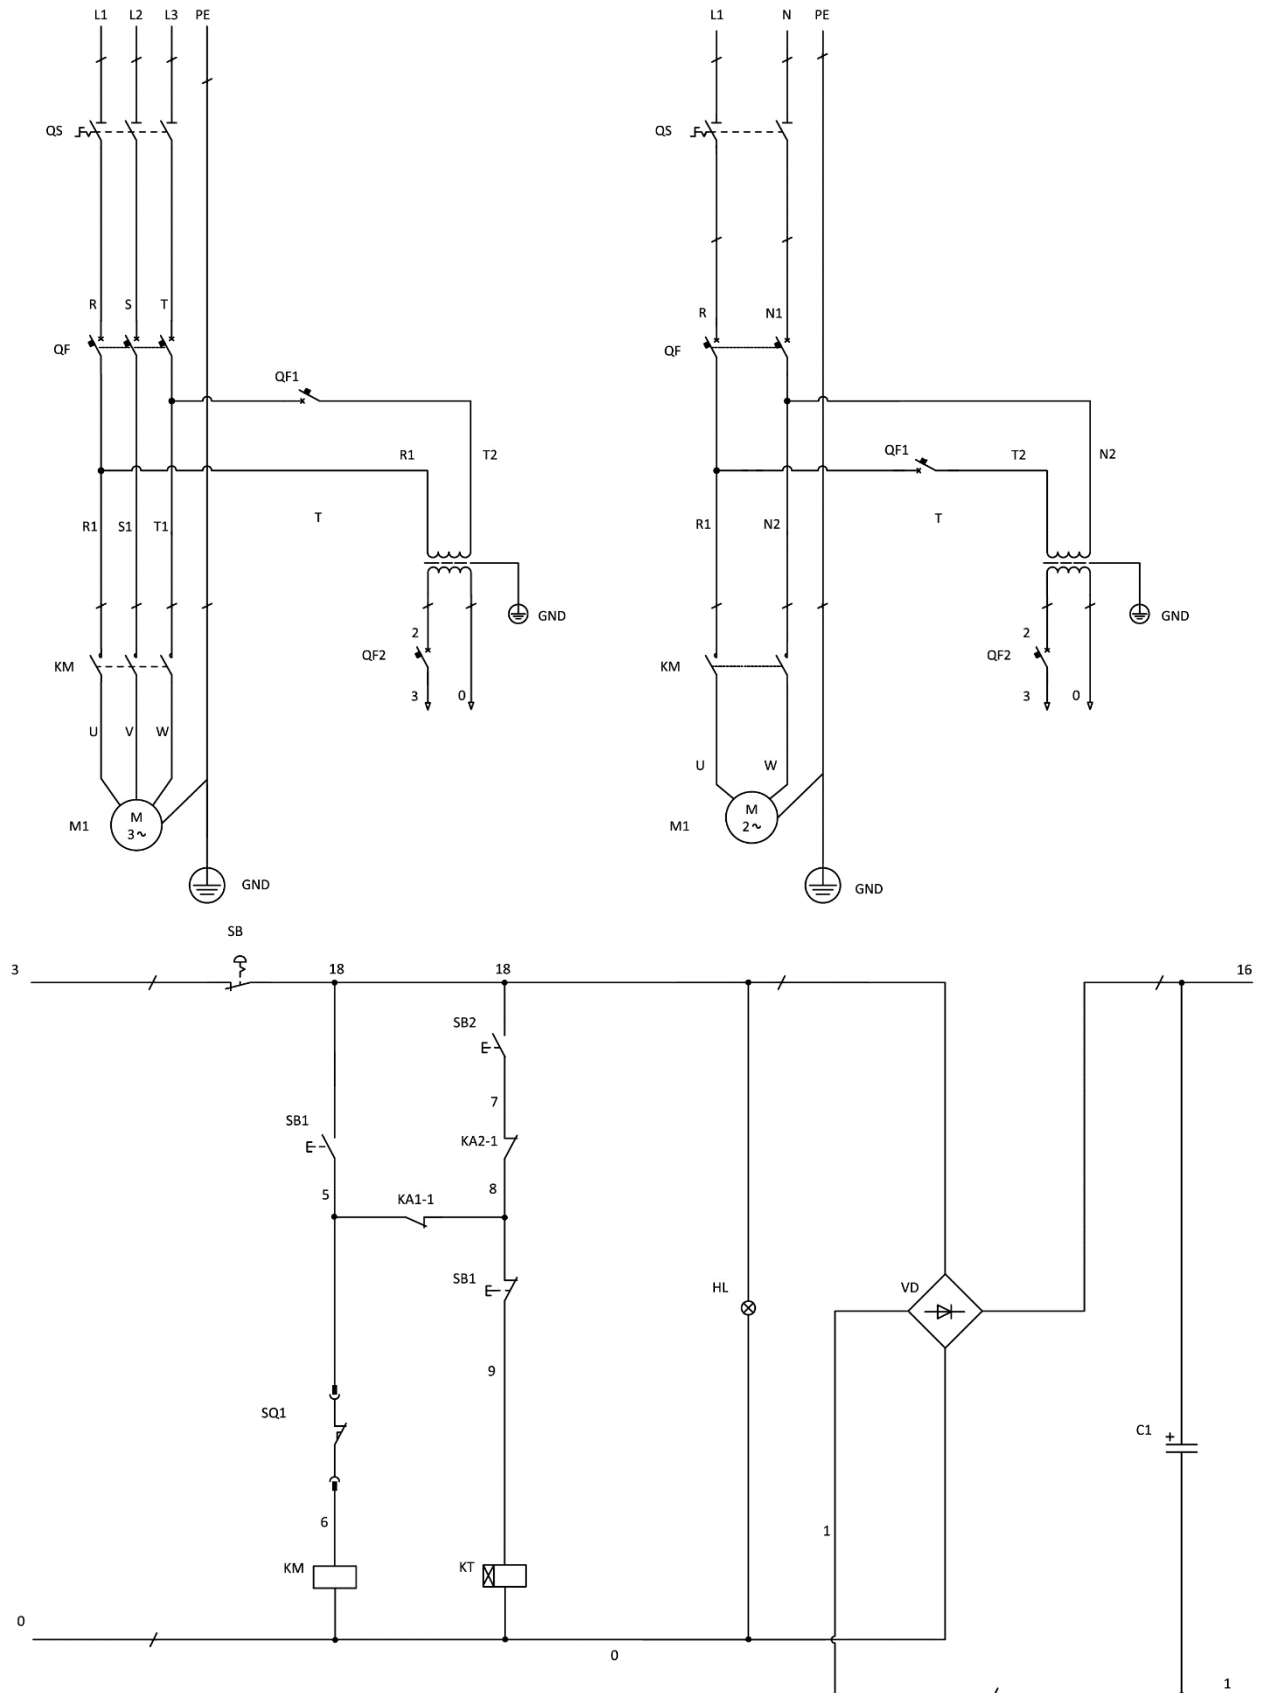 L1 L2 L3 PE
QS
R S T
QF
QF1
R1 T2
R1 S1 T1
T
GND
2
QF2
KM
3 0
U V W
M
3~
M1
GND
L1 N PE
QS
R N1
QF
QF1 T2 N2
R1 N2
T
GND
2
QF2
KM
3 0
U W
M
2~
M1
GND
SB
3 18 18 16
SB2
7
SB1
KA2-1
5 8
KA1-1
SB1
HL
VD
9
SQ1
C1 +
6
1
KM
KT
0
0
1